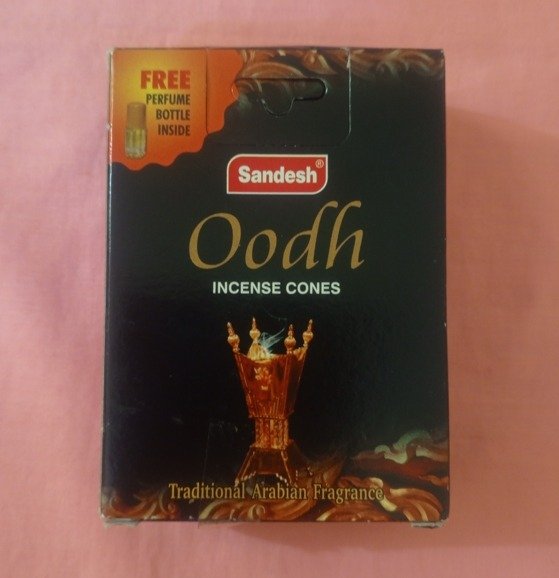 FREE
PERFUME
BOTTLE
INSIDE
Sandesh®
Oodh
INCENSE CONES
Traditional Arabian Fragrance